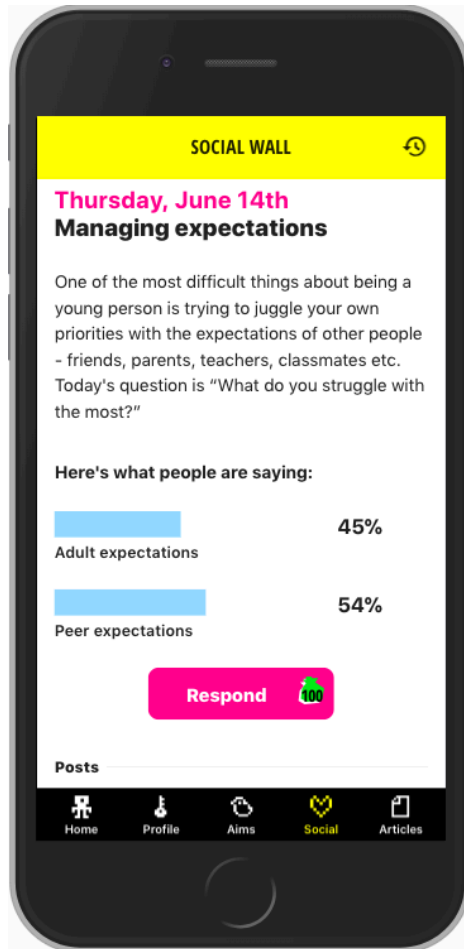 SOCIAL WALL
Thursday, June 14th
Managing expectations
One of the most difficult things about being a
young person is trying to juggle your own
priorities with the expectations of other people
- friends, parents, teachers, classmates etc.
Today's question is “What do you struggle with
the most?”
Here's what people are saying:
45%
Adult expectations
54%
Peer expectations
Respond 100
Posts
Home Profile Aims Social Articles